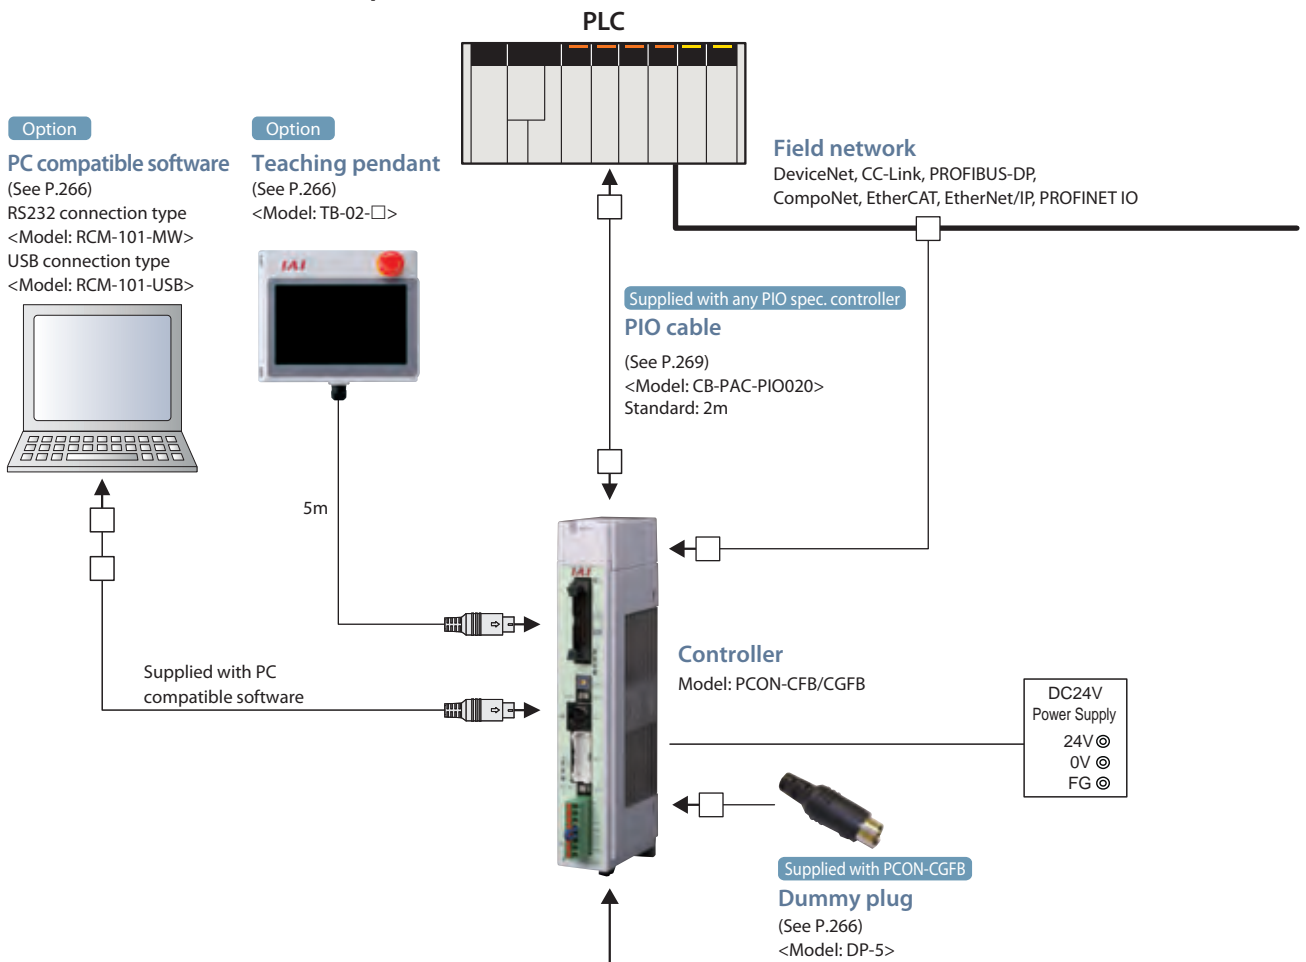 PLC
Option
PC compatible software
(See P.266)
RS232 connection type
<Model: RCM-101-MW>
USB connection type
<Model: RCM-101-USB>
Option
Teaching pendant
(See P.266)
<Model: TB-02-□>
IAI
Field network
DeviceNet, CC-Link, PROFIBUS-DP,
CompoNet, EtherCAT, EtherNet/IP, PROFINET IO
Supplied with any PIO spec. controller
PIO cable
(See P.269)
<Model: CB-PAC-PIO020>
Standard: 2m
5m
IAI
Supplied with PC
compatible software
Controller
Model: PCON-CFB/CGFB
DC24V
Power Supply
24V
0V
FG
Supplied with PCON-CGFB
Dummy plug
(See P.266)
<Model: DP-5>